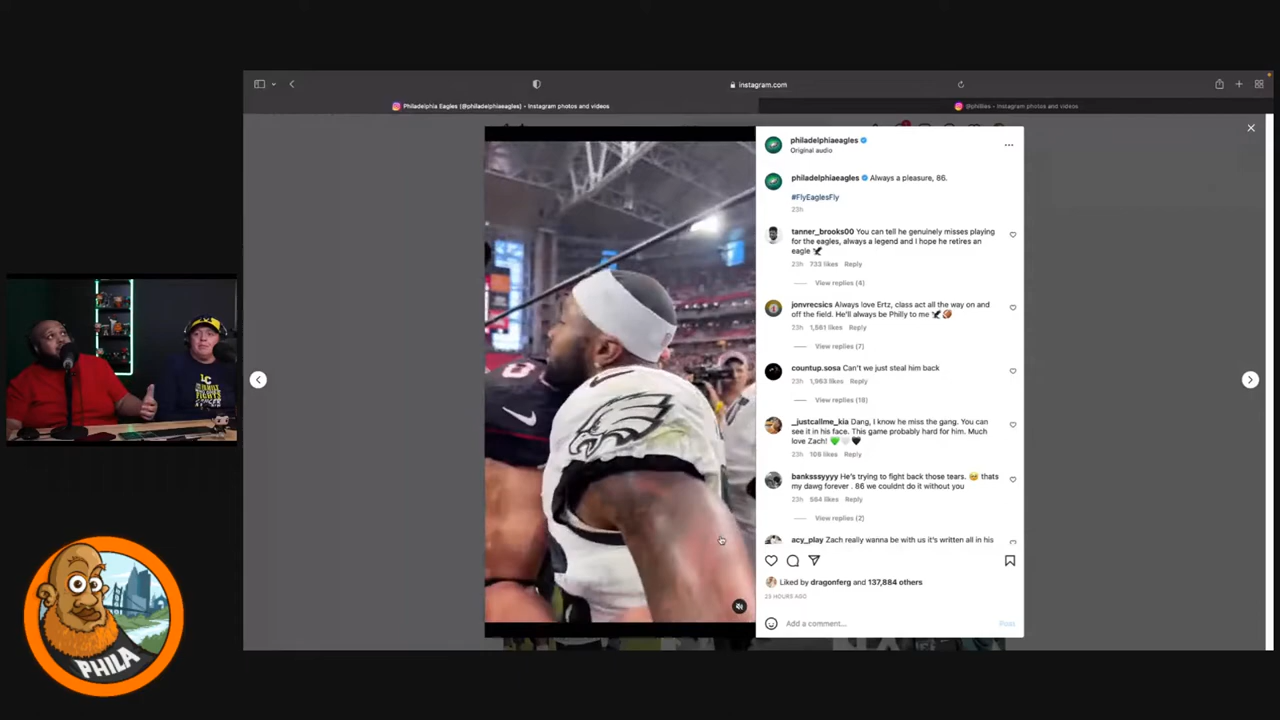 instagram.com
Philadelphia Eagles (@philadelphiaeagles) • Instagram photos and videos
@phillies • Instagram photos and videos
philadelphiaeagles
Original audio
philadelphiaeagles Always a pleasure, 86.
#FlyEaglesFly
23h
tanner_brooks00 You can tell he genuinely misses playing
for the eagles, always a legend and I hope he retires an
eagle
23h 733 likes Reply
View replies (4)
jonvrecsics Always love Ertz, class act all the way on and
off the field. He'll always be Philly to me
23h 1,561 likes Reply
View replies (7)
countup.sosa Can't we just steal him back
23h 1,963 likes Reply
View replies (18)
_justcallme_kia Dang, I know he miss the gang. You can
see it in his face. This game probably hard for him. Much
love Zach!
23h 106 likes Reply
banksssyyyy He's trying to fight back those tears. thats
my dawg forever . 86 we couldnt do it without you
23h 664 likes Reply
View replies (2)
acy_play Zach really wanna be with us it's written all in his
Liked by dragonferg and 137,884 others
23 HOURS AGO
Add a comment...
Post
LC
FIGHTS
PHILA